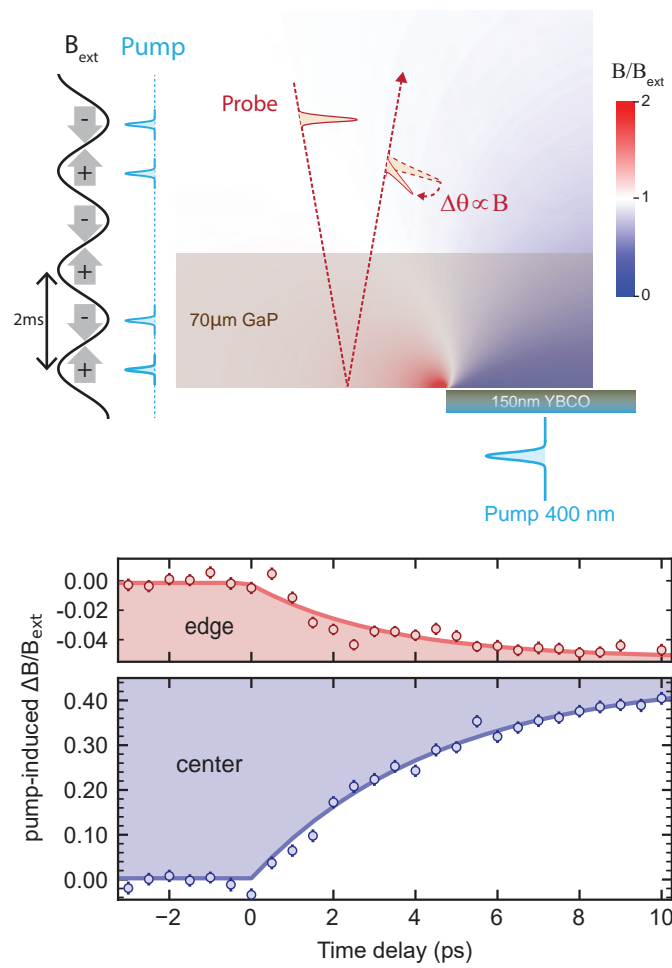 B_ext Pump
B/B_ext
2
1
0
Probe
Δθ∝B
-
+
-
+
-
+
2ms
70μm GaP
150nm YBCO
Pump 400 nm
pump-induced ΔB/B_ext
0.00
-0.02
-0.04
edge
0.40
0.30
0.20
0.10
0.00
center
−2 0 2 4 6 8 10
Time delay (ps)